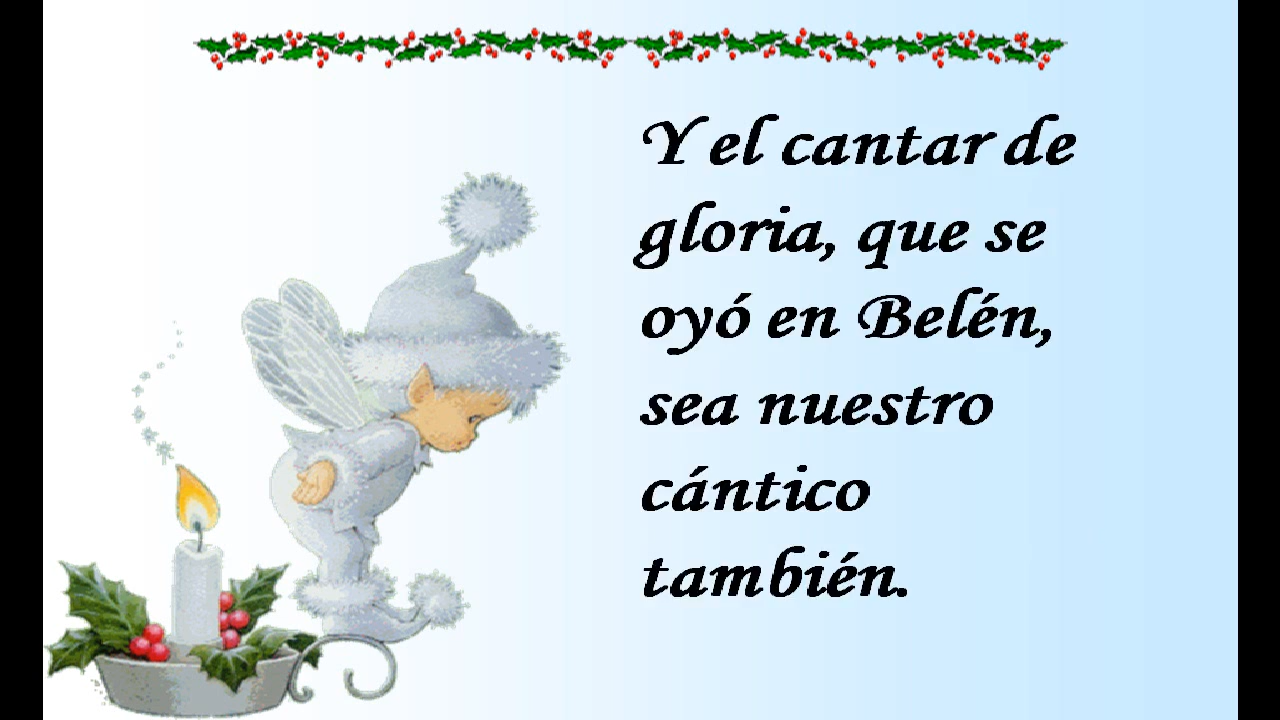 Y el cantar de
gloria, que se
oyó en Belén,
sea nuestro
cántico
también.